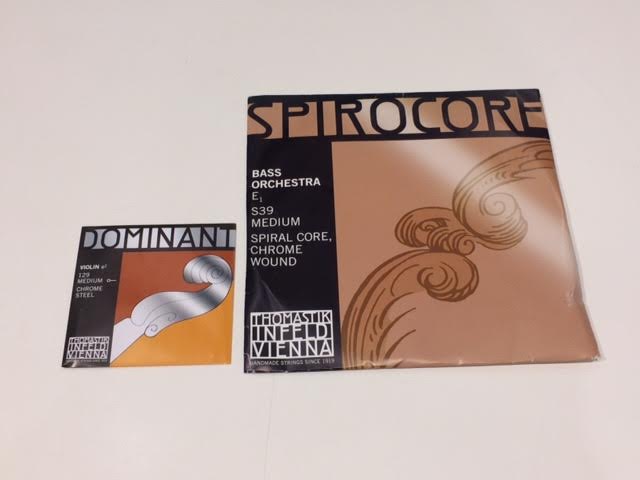 DOMINANT
VIOLIN e²
129
MEDIUM
CHROME
STEEL
THOMASTIK
INFELD
VIENNA
SPIROCORE
BASS
ORCHESTRA
E₁
S39
MEDIUM
SPIRAL CORE,
CHROME
WOUND
THOMASTIK
INFELD
VIENNA
HANDMADE STRINGS SINCE 1919